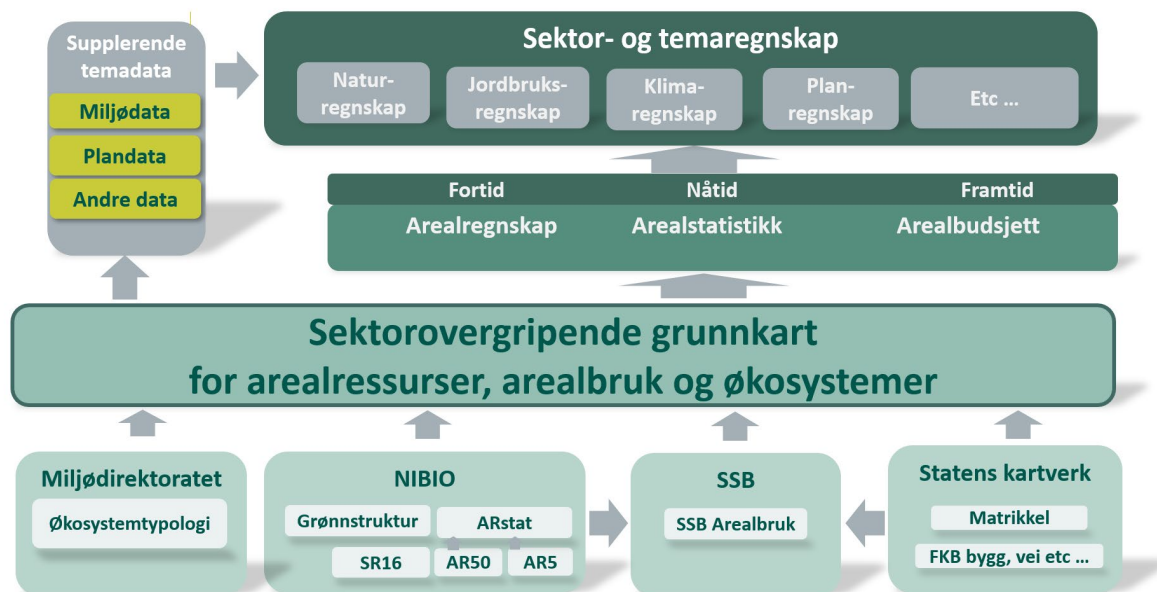 Supplerende
temadata
Miljødata
Plandata
Andre data
Sektor- og temaregnskap
Natur-
regnskap
Jordbruks-
regnskap
Klima-
regnskap
Plan-
regnskap
Etc ...
Fortid
Nåtid
Framtid
Arealregnskap
Arealstatistikk
Arealbudsjett
Sektorovergripende grunnkart
for arealressurser, arealbruk og økosystemer
Miljødirektoratet
Økosystemtypologi
NIBIO
Grønnstruktur
ARstat
SR16
AR50
AR5
SSB
SSB Arealbruk
Statens kartverk
Matrikkel
FKB bygg, vei etc ...